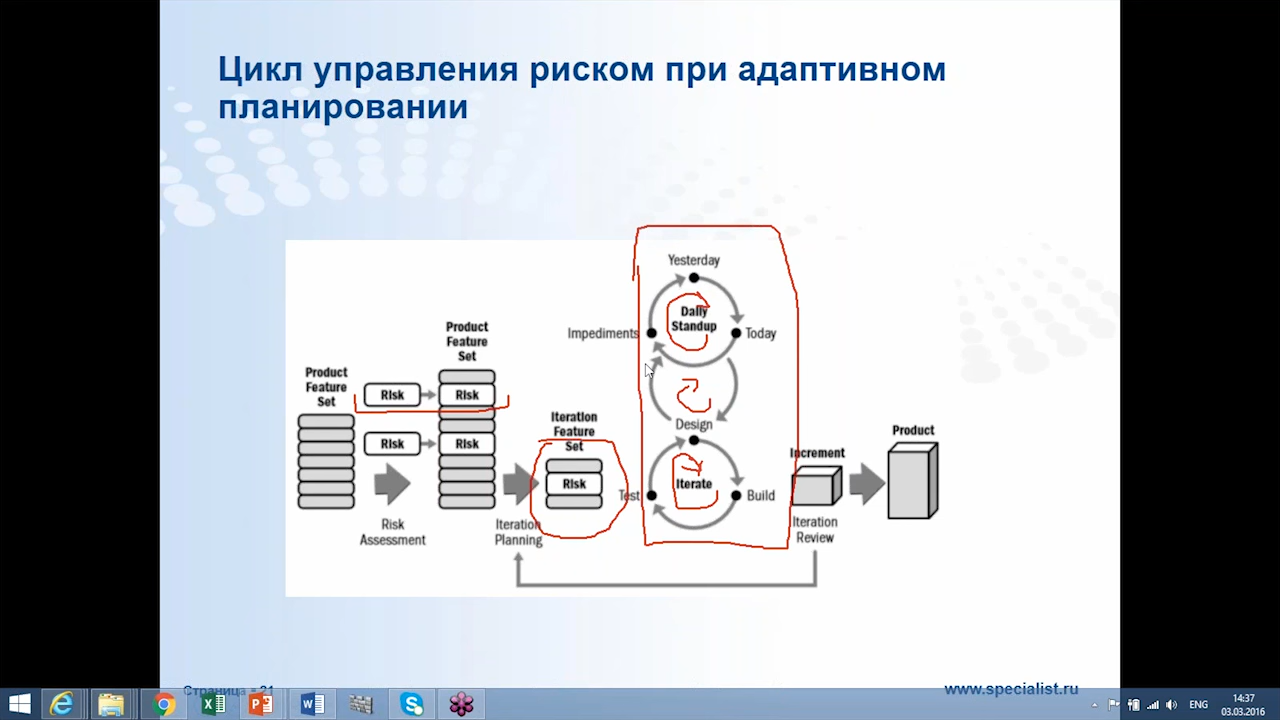 Цикл управления риском при адаптивном
планировании
Product
Feature
Set
Risk
Risk
Risk
Assessment
Product
Feature
Set
Risk
Risk
Iteration
Planning
Iteration
Feature
Set
Risk
Yesterday
Daily
Standup
Impediments
Today
Design
Iterate
Test
Build
Increment
Iteration
Review
Product
Страница ▪ 21
www.specialist.ru
ENG
14:37
03.03.2016